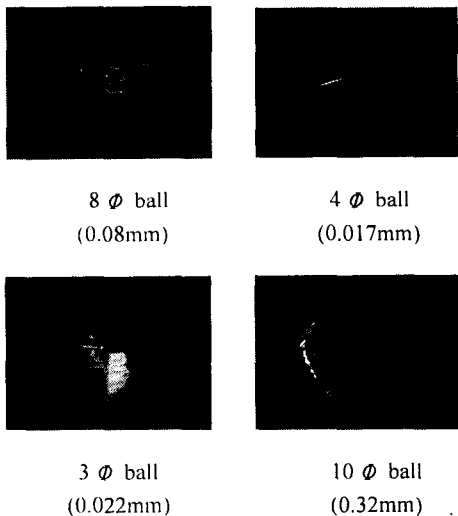 8 Φ ball
4 Φ ball
(0.08mm)
(0.017mm)
3 Φ ball
10 Φ ball
(0.022mm)
(0.32mm)